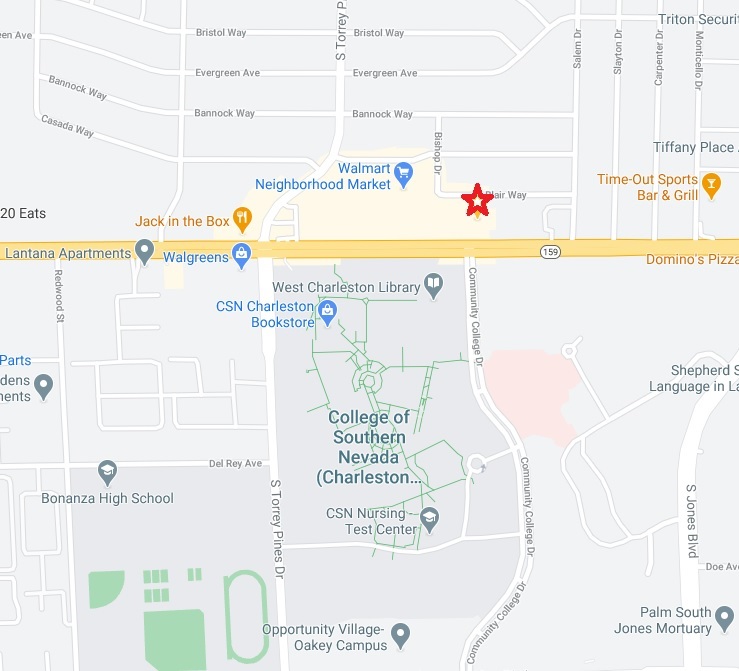 Triton Securit
een Ave
Bristol Way
Bristol Way
S Torrey P
Salem Dr
Slayton Dr
Carpenter Dr
Monticello Dr
Evergreen Ave
Evergreen Ave
Bannock Way
Bannock Way
Bannock Way
Casada Way
Bishop Dr
Tiffany Place
Walmart
Neighborhood Market
Blair Way
Time-Out Sports
Bar & Grill
20 Eats
Jack in the Box
Lantana Apartments
Walgreens
159
Domino's Pizza
Redwood St
West Charleston Library
CSN Charleston
Bookstore
Community College Dr
Parts
dens
nents
Shepherd S
Language in La
College of
Southern
Nevada
(Charleston...
Del Rey Ave
Bonanza High School
S Torrey Pines Dr
CSN Nursing-
Test Center
Community College Dr
S Jones Blvd
Doe Av
Community College Dr
Opportunity Village-
Oakey Campus
Palm South
Jones Mortuary